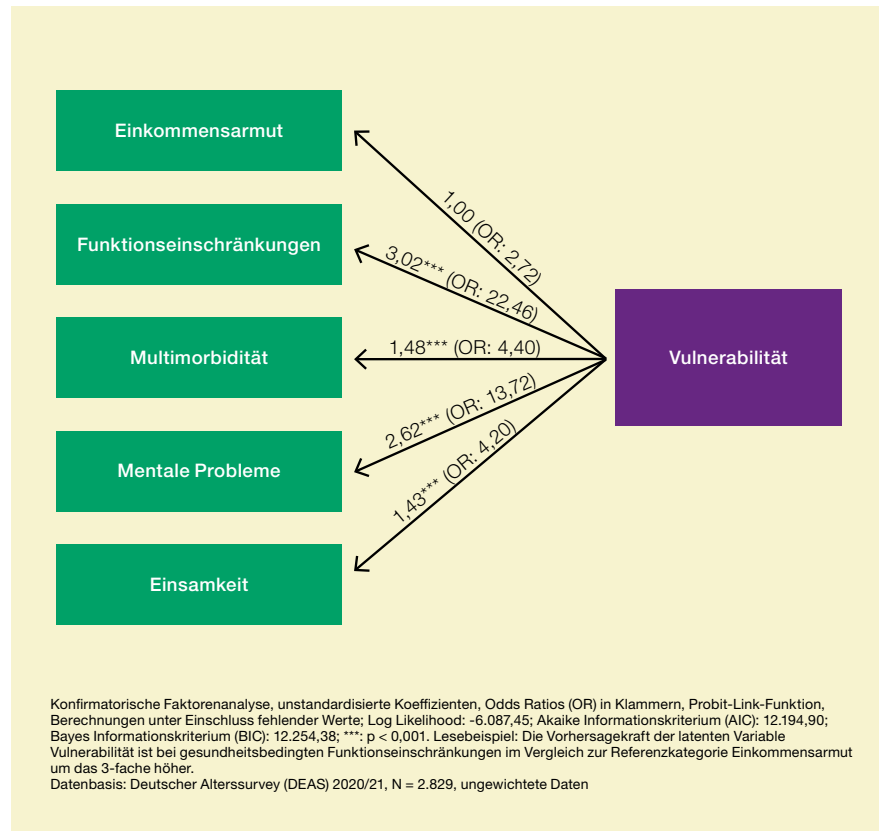 Einkommensarmut
Funktionseinschränkungen
Multimorbidität
Mentale Probleme
Einsamkeit
1,00 (OR: 2,72)
3,02*** (OR: 22,46)
1,48*** (OR: 4,40)
2,62*** (OR: 13,72)
1,43*** (OR: 4,20)
Vulnerabilität
Konfirmatorische Faktorenanalyse, unstandardisierte Koeffizienten, Odds Ratios (OR) in Klammern, Probit-Link-Funktion,
Berechnungen unter Einschluss fehlender Werte; Log Likelihood: -6.087,45; Akaike Informationskriterium (AIC): 12.194,90;
Bayes Informationskriterium (BIC): 12.254,38; ***: p < 0,001. Lesebeispiel: Die Vorhersagekraft der latenten Variable
Vulnerabilität ist bei gesundheitsbedingten Funktionseinschränkungen im Vergleich zur Referenzkategorie Einkommensarmut
um das 3-fache höher.
Datenbasis: Deutscher Alterssurvey (DEAS) 2020/21, N = 2.829, ungewichtete Daten